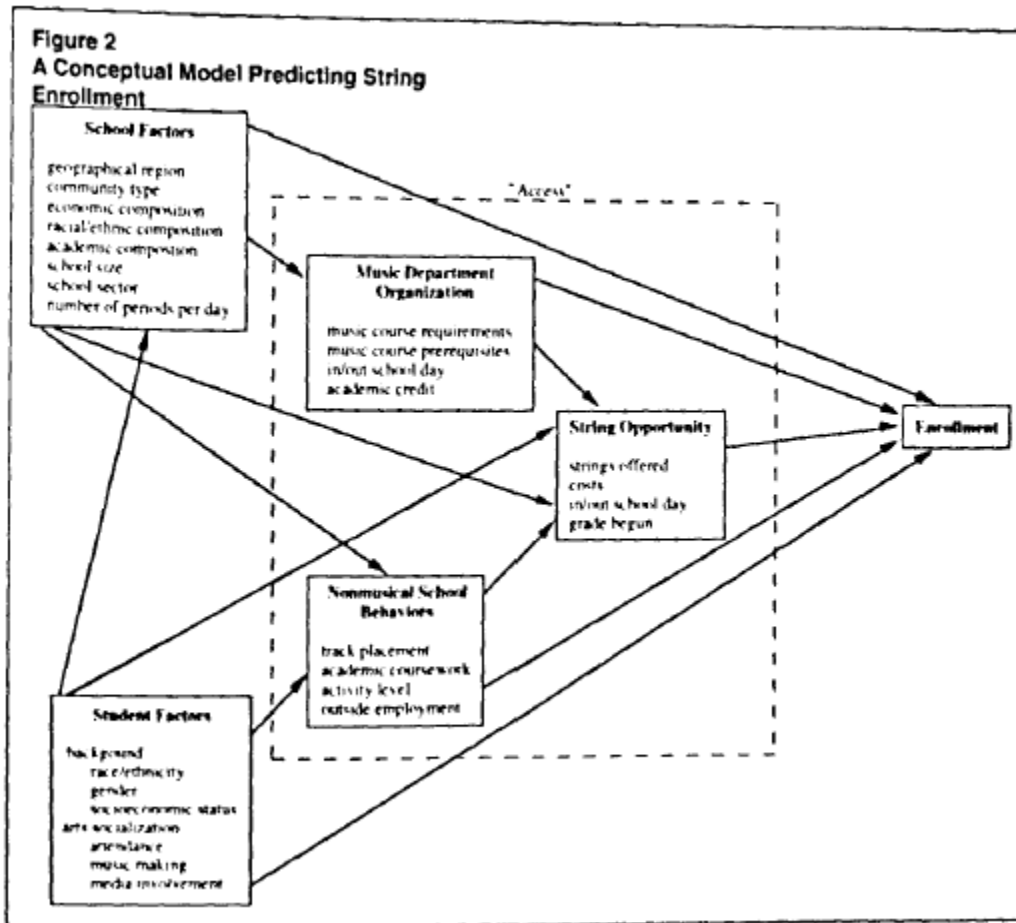 Figure 2
A Conceptual Model Predicting String
Enrollment
School Factors
geographical region
community type
economic composition
racial/ethnic composition
academic compostion
school size
school sector
number of periods per day
"Access"
Music Department
Organization
music course requirements
music course prerequisites
in/out school day
academic credit
String Opportunity
strings offered
costs
in/out school day
grade begun
Enrollment
Nonmusical School
Behaviors
track placement
academic coursework
activity level
outside employment
Student Factors
background
race/ethnicity
gender
socioeconomic status
arts socialization
attendance
music making
media involvement